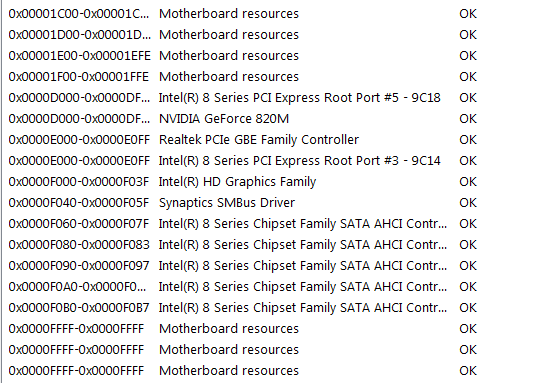 0x00001C00-0x00001C... Motherboard resources OK
0x00001D00-0x00001D... Motherboard resources OK
0x00001E00-0x00001EFE Motherboard resources OK
0x00001F00-0x00001FFE Motherboard resources OK
0x0000D000-0x0000DF... Intel(R) 8 Series PCI Express Root Port #5 - 9C18 OK
0x0000D000-0x0000DF... NVIDIA GeForce 820M OK
0x0000E000-0x0000E0FF Realtek PCIe GBE Family Controller OK
0x0000E000-0x0000E0FF Intel(R) 8 Series PCI Express Root Port #3 - 9C14 OK
0x0000F000-0x0000F03F Intel(R) HD Graphics Family OK
0x0000F040-0x0000F05F Synaptics SMBus Driver OK
0x0000F060-0x0000F07F Intel(R) 8 Series Chipset Family SATA AHCI Contr... OK
0x0000F080-0x0000F083 Intel(R) 8 Series Chipset Family SATA AHCI Contr... OK
0x0000F090-0x0000F097 Intel(R) 8 Series Chipset Family SATA AHCI Contr... OK
0x0000F0A0-0x0000F0... Intel(R) 8 Series Chipset Family SATA AHCI Contr... OK
0x0000F0B0-0x0000F0B7 Intel(R) 8 Series Chipset Family SATA AHCI Contr... OK
0x0000FFFF-0x0000FFFF Motherboard resources OK
0x0000FFFF-0x0000FFFF Motherboard resources OK
0x0000FFFF-0x0000FFFF Motherboard resources OK